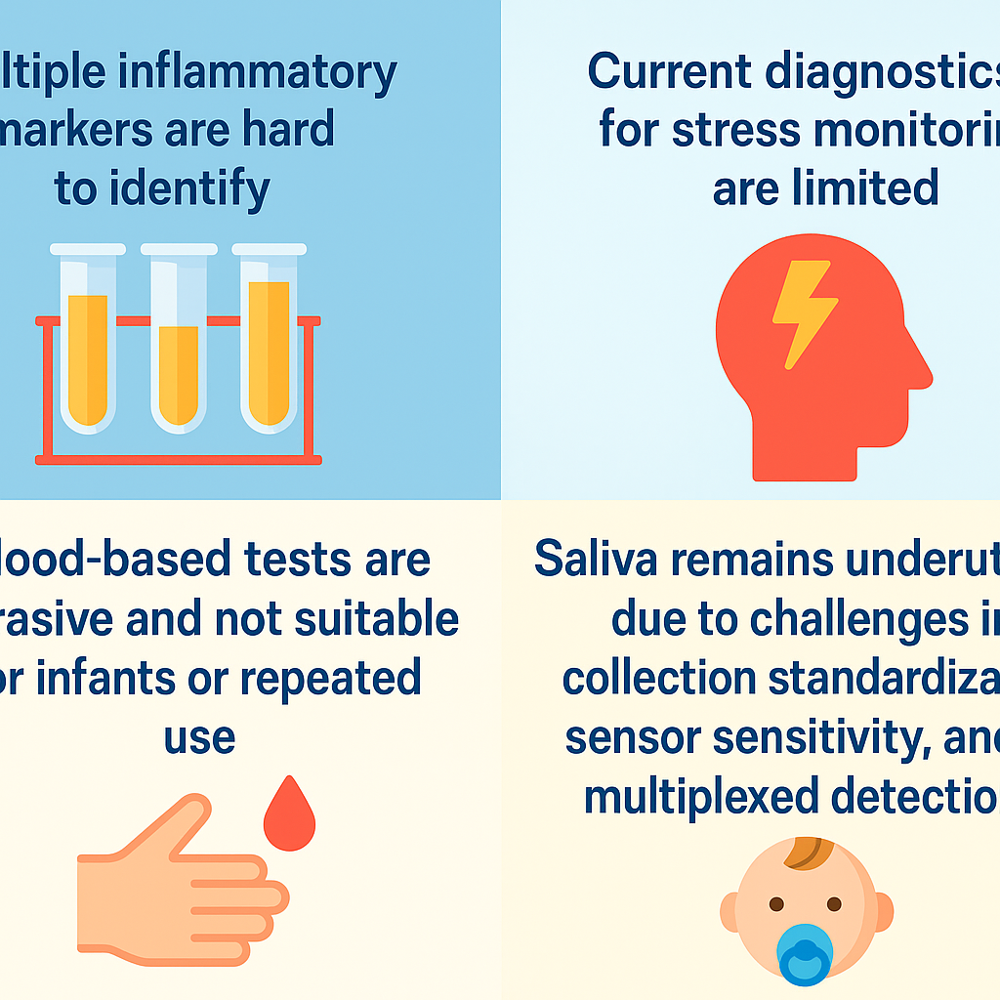 ltiple inflammatory
markers are hard
to identify
Current diagnostics
for stress monitorin
are limited
lood-based tests are
rasive and not suitable
or infants or repeated
use
Saliva remains underut
due to challenges in
collection standardiza
sensor sensitivity, and
multiplexed detectio